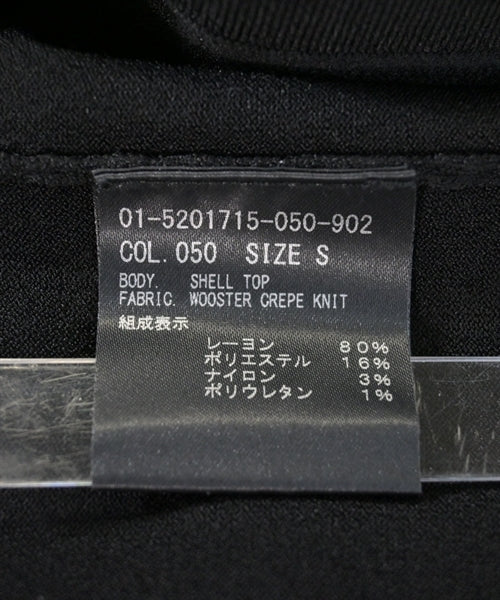 01-5201715-050-902
COL. 050 SIZE S
BODY. SHELL TOP
FABRIC. WOOSTER CREPE KNIT
組成表示
レーヨン 80%
ポリエステル 16%
ナイロン 3%
ポリウレタン 1%